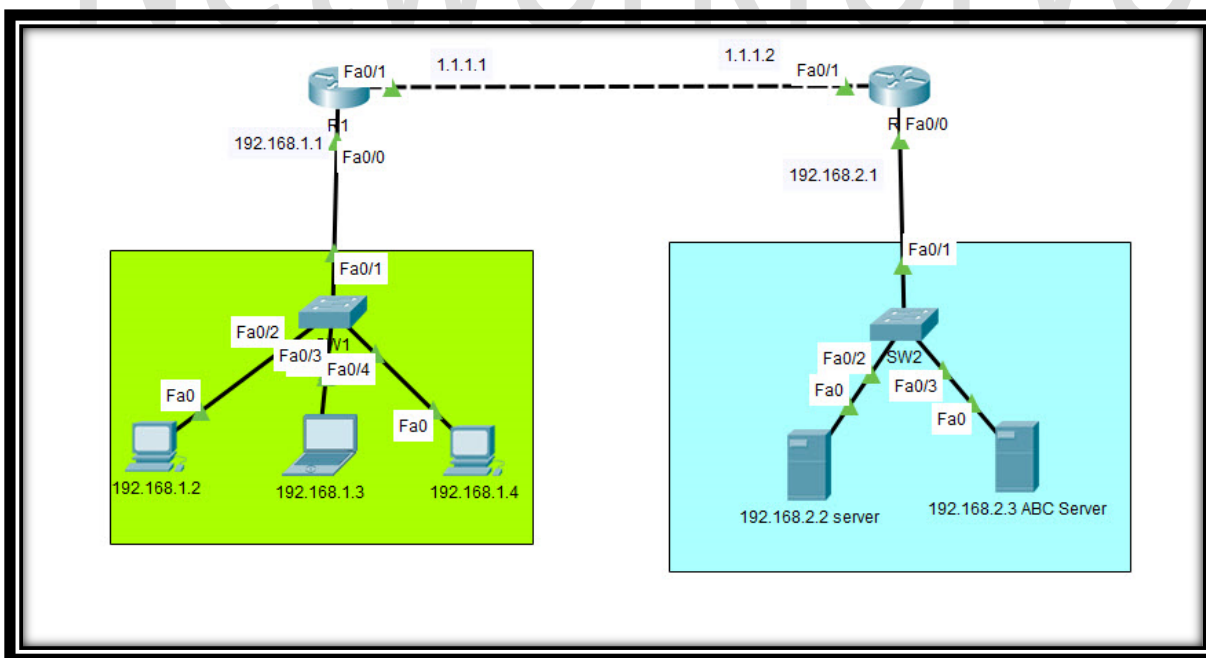 1.1.1.1
1.1.1.2
Fa0/1
Fa0/1
R1
Fa0/0
192.168.1.1
Fa0/0
192.168.2.1
Fa0/1
Fa0/1
Fa0/2
Fa0/3
Fa0/4
Fa0/2
SW2
Fa0
Fa0/3
Fa0
Fa0
Fa0
192.168.1.2
192.168.1.3
192.168.1.4
192.168.2.2 server
192.168.2.3 ABC Server